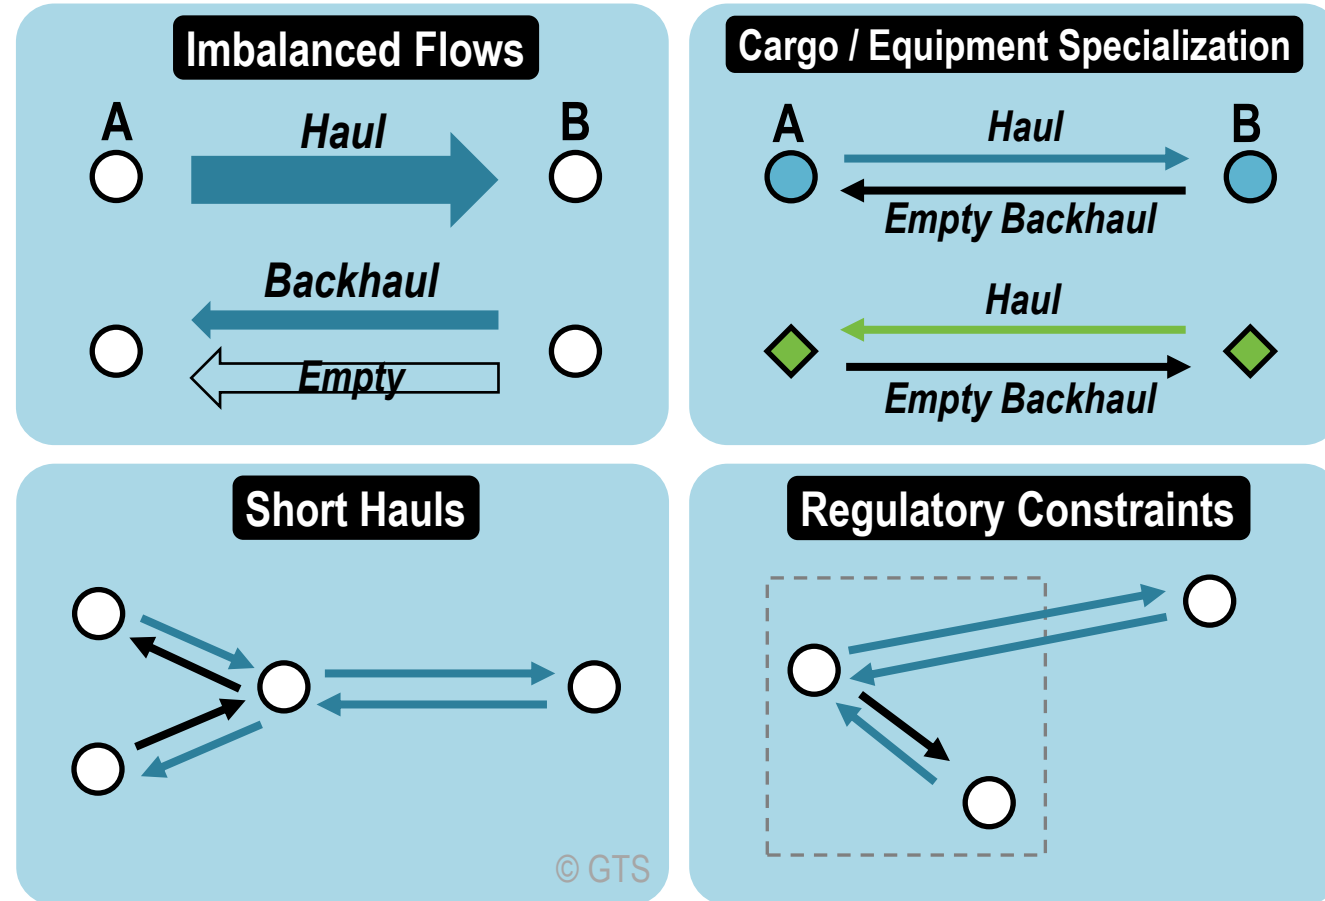 Imbalanced Flows
A
B
Haul
Backhaul
Empty
Cargo / Equipment Specialization
A
B
Haul
Empty Backhaul
Haul
Empty Backhaul
Short Hauls
© GTS
Regulatory Constraints